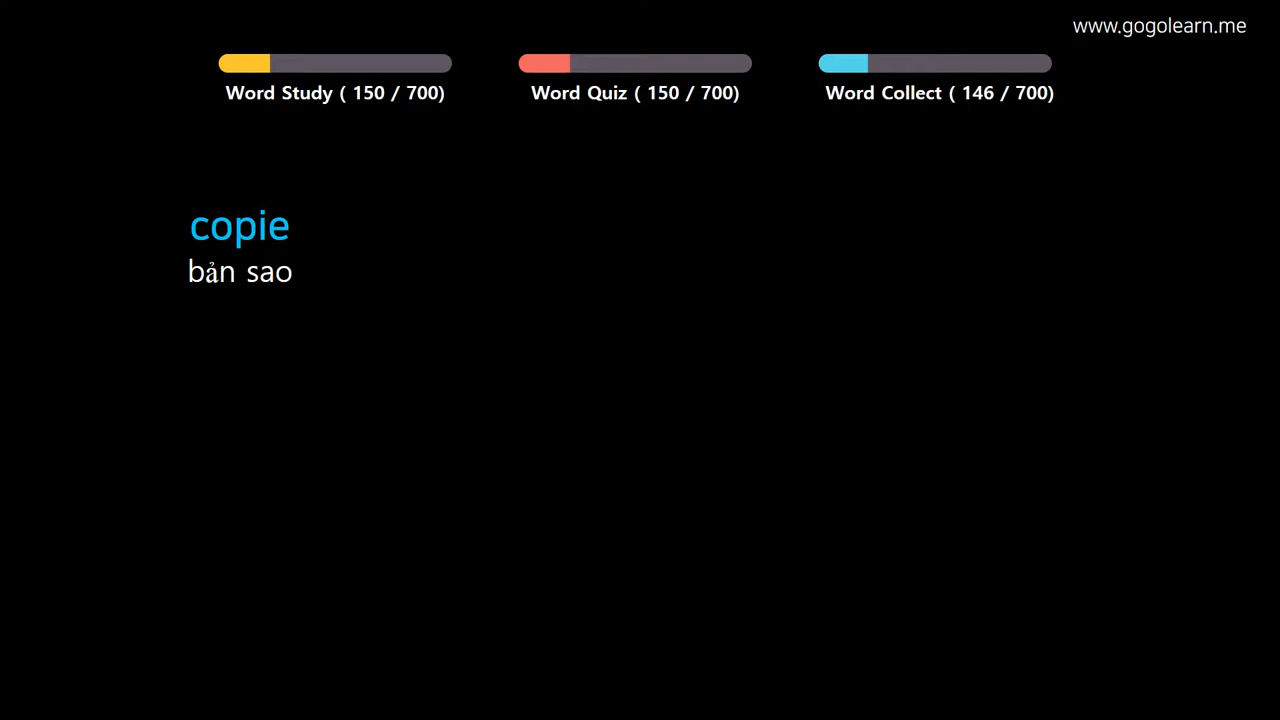 www.gogolearn.me
Word Study ( 150 / 700)
Word Quiz ( 150 / 700)
Word Collect ( 146 / 700)
copie
bản sao